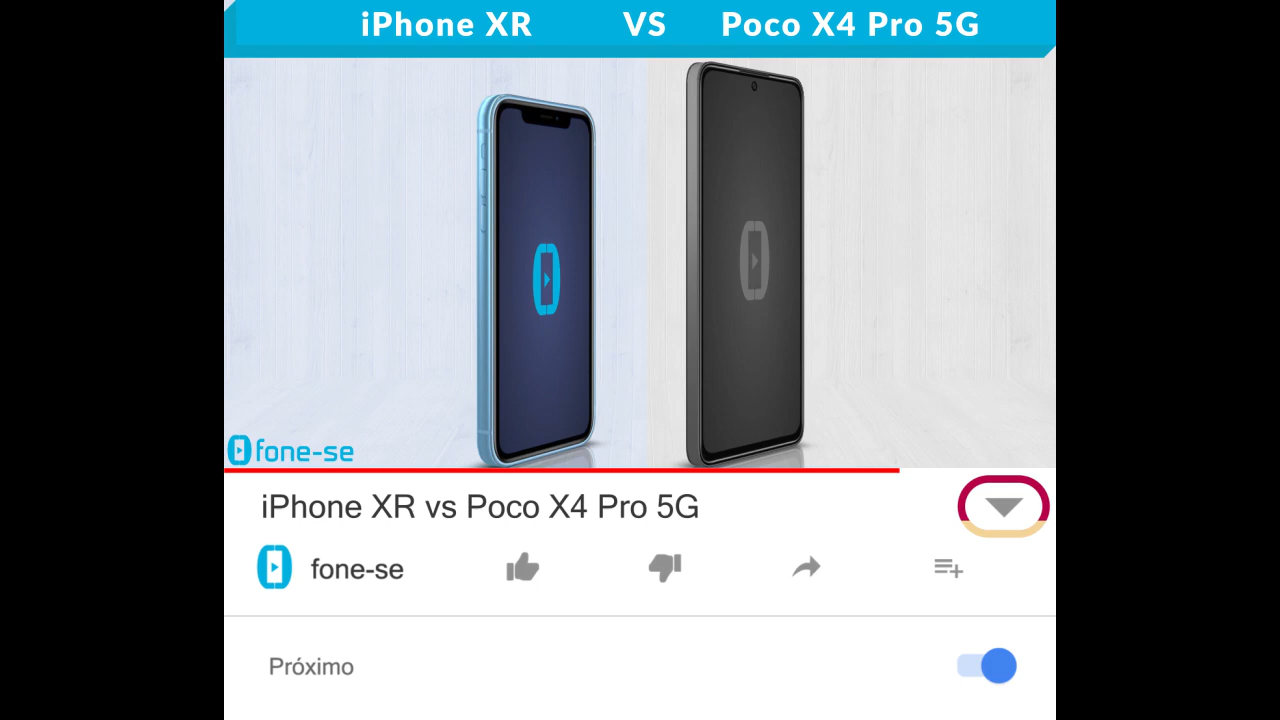 iPhone XR VS Poco X4 Pro 5G
fone-se
iPhone XR vs Poco X4 Pro 5G
fone-se
Próximo